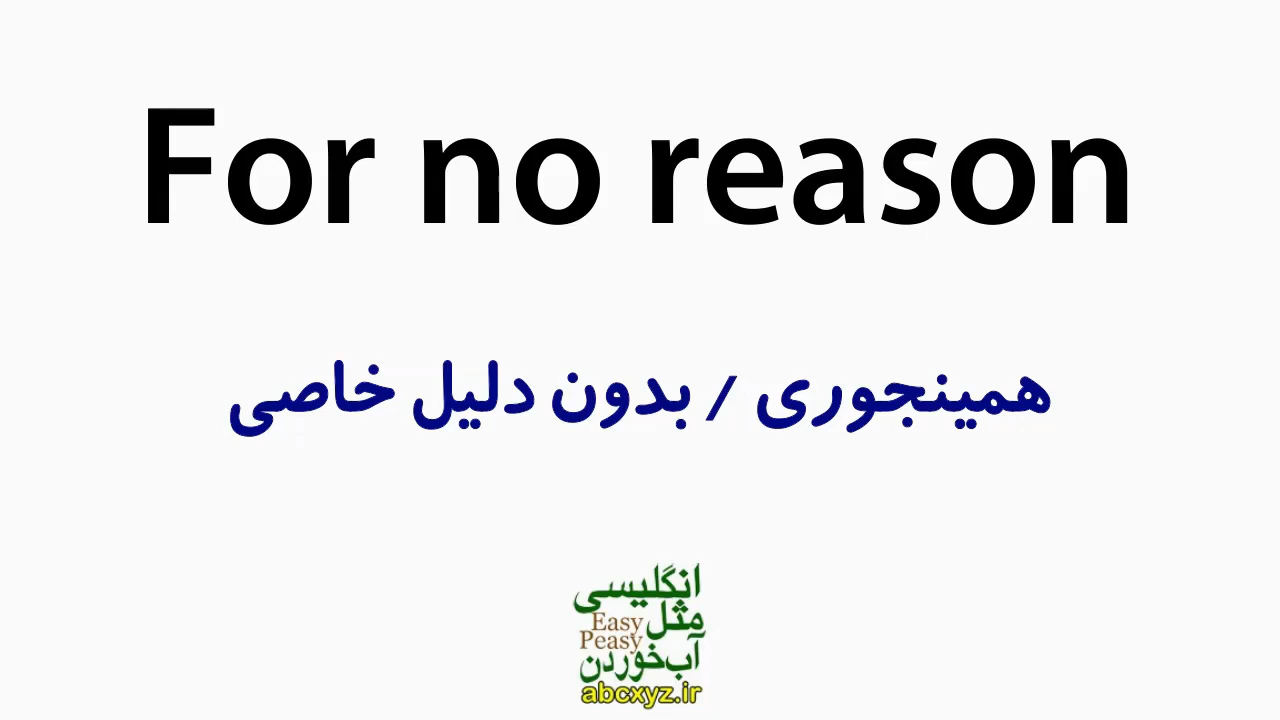 For no reason
همینجوری / بدون دلیل خاصی
انگلیسی
مثل
Easy
Peasy
آب خوردن
abcxyz.ir